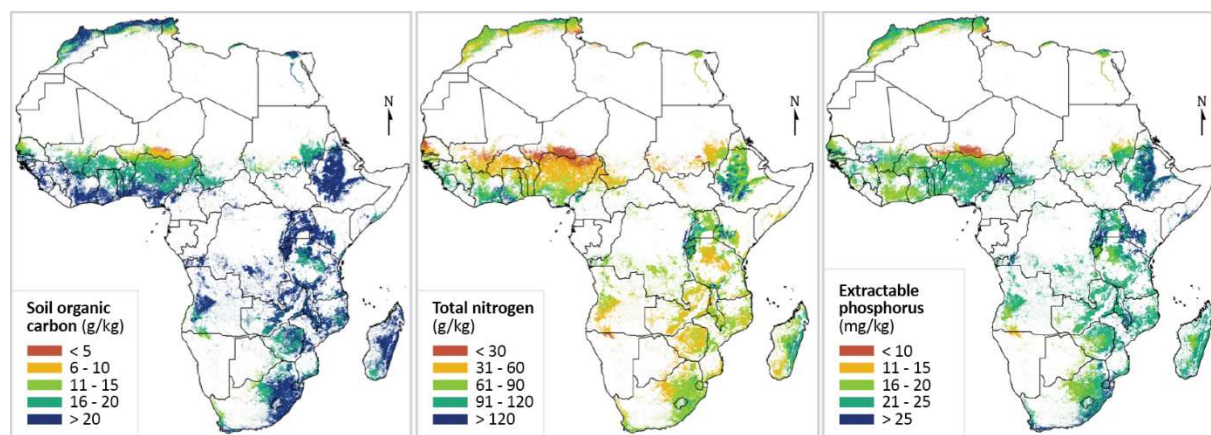 N
Soil organic
carbon (g/kg)
< 5
6 - 10
11 - 15
16 - 20
> 20
N
Total nitrogen
(g/kg)
< 30
31 - 60
61 - 90
91 - 120
> 120
N
Extractable
phosphorus
(mg/kg)
< 10
11 - 15
16 - 20
21 - 25
> 25